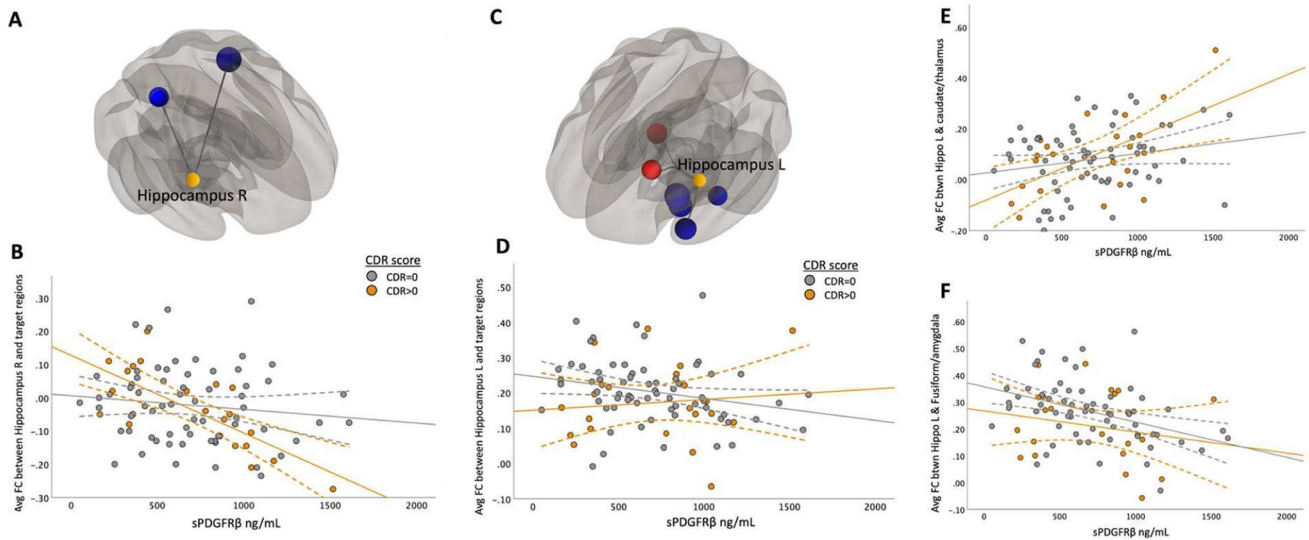 A
Hippocampus R
B
CDR score
CDR=0
CDR>0
Avg FC between Hippocampus R and target regions
.30
.20
.10
.00
-.10
-.20
-.30
0
500
1000
1500
2000
sPDGFRβ ng/mL
C
Hippocampus L
D
CDR score
CDR=0
CDR>0
Avg FC between Hippocampus L and target regions
.50
.40
.30
.20
.10
.00
-.10
0
500
1000
1500
2000
sPDGFRβ ng/mL
E
Avg FC btwn Hippo L & caudate/thalamus
.60
.40
.20
.00
-.20
0
500
1000
1500
2000
sPDGFRβ ng/mL
F
Avg FC btwn Hippo L & Fusiform/amygdala
.60
.50
.40
.30
.20
.10
.00
-.10
0
500
1000
1500
2000
sPDGFRβ ng/mL